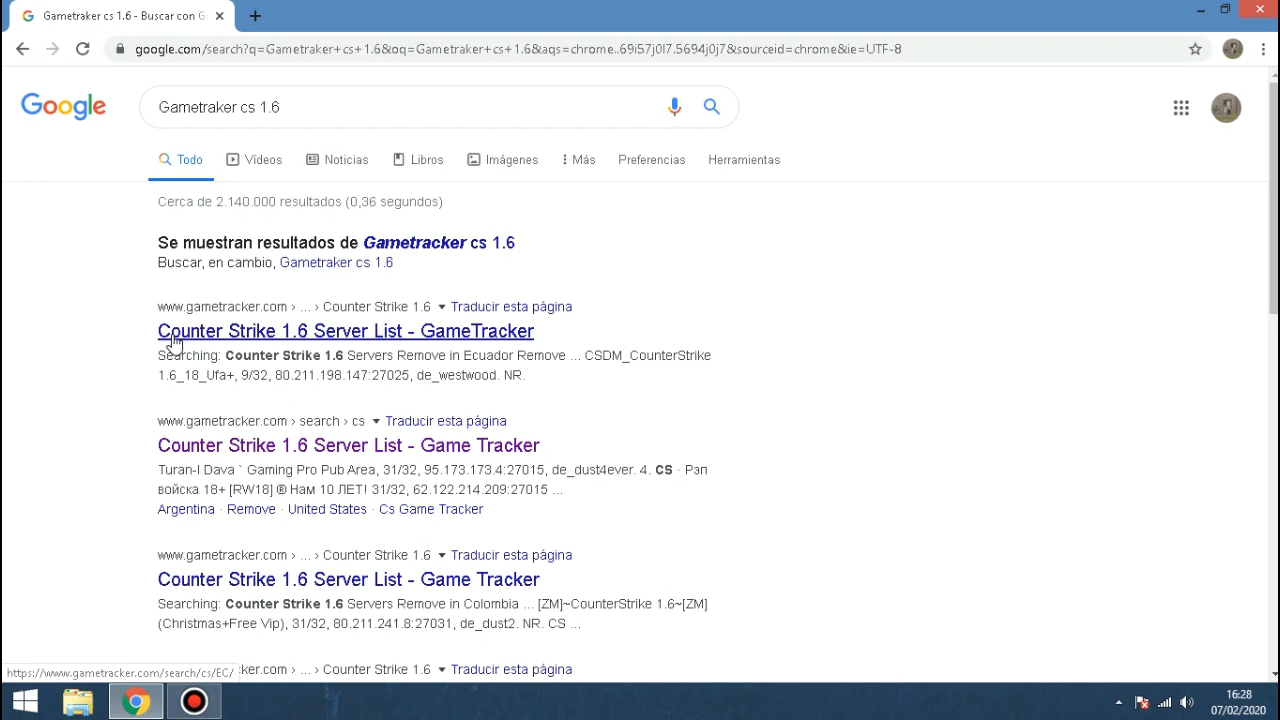 Gametraker cs 1.6 - Buscar con G
google.com/search?q=Gametraker+cs+1.6&oq=Gametraker+cs+1.6&aqs=chrome..69i57j0l7.5694j0j7&sourceid=chrome&ie=UTF-8
Google
Gametraker cs 1.6
Todo
Vídeos
Noticias
Libros
Imágenes
Más
Preferencias
Herramientas
Cerca de 2.140.000 resultados (0,36 segundos)
Se muestran resultados de Gametracker cs 1.6
Buscar, en cambio, Gametraker cs 1.6
www.gametracker.com › ... › Counter Strike 1.6 Traducir esta página
Counter Strike 1.6 Server List - GameTracker
Searching: Counter Strike 1.6 Servers Remove in Ecuador Remove ... CSDM_CounterStrike
1.6_18_Ufa+, 9/32, 80.211.198.147:27025, de_westwood. NR.
www.gametracker.com › search › cs Traducir esta página
Counter Strike 1.6 Server List - Game Tracker
Turan-I Dava ` Gaming Pro Pub Area, 31/32, 95.173.173.4:27015, de_dust4ever. 4. CS · Рэп
войска 18+ [RW18] ® Нам 10 ЛЕТ! 31/32, 62.122.214.209:27015 ...
Argentina · Remove · United States · Cs Game Tracker
www.gametracker.com › ... › Counter Strike 1.6 Traducir esta página
Counter Strike 1.6 Server List - Game Tracker
Searching: Counter Strike 1.6 Servers Remove in Colombia ... [ZM]~CounterStrike 1.6~[ZM]
(Christmas+Free Vip), 31/32, 80.211.241.8:27031, de_dust2. NR. CS ...
https://www.gametracker.com/search/cs/EC/ :ker.com › ... › Counter Strike 1.6 Traducir esta página
16:28
07/02/2020